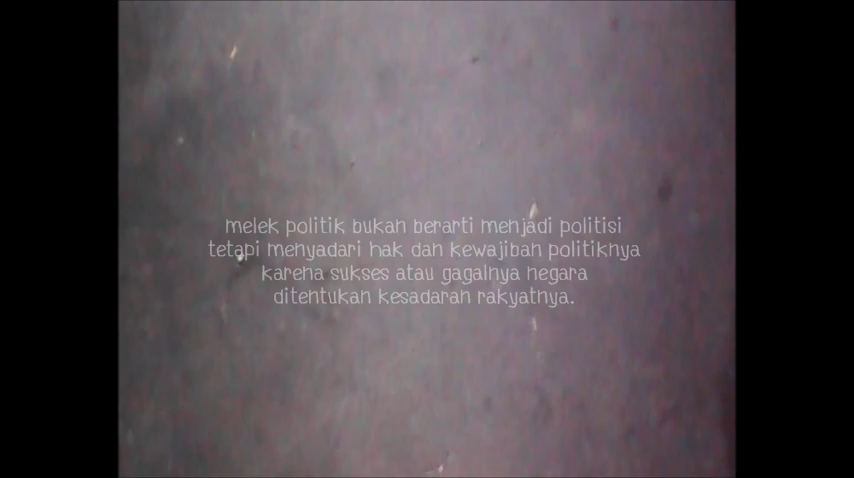 melek politik bukan berarti menjadi politisi
tetapi menyadari hak dan kewajiban politiknya
karena sukses atau gagalnya negara
ditentukan kesadaran rakyatnya.